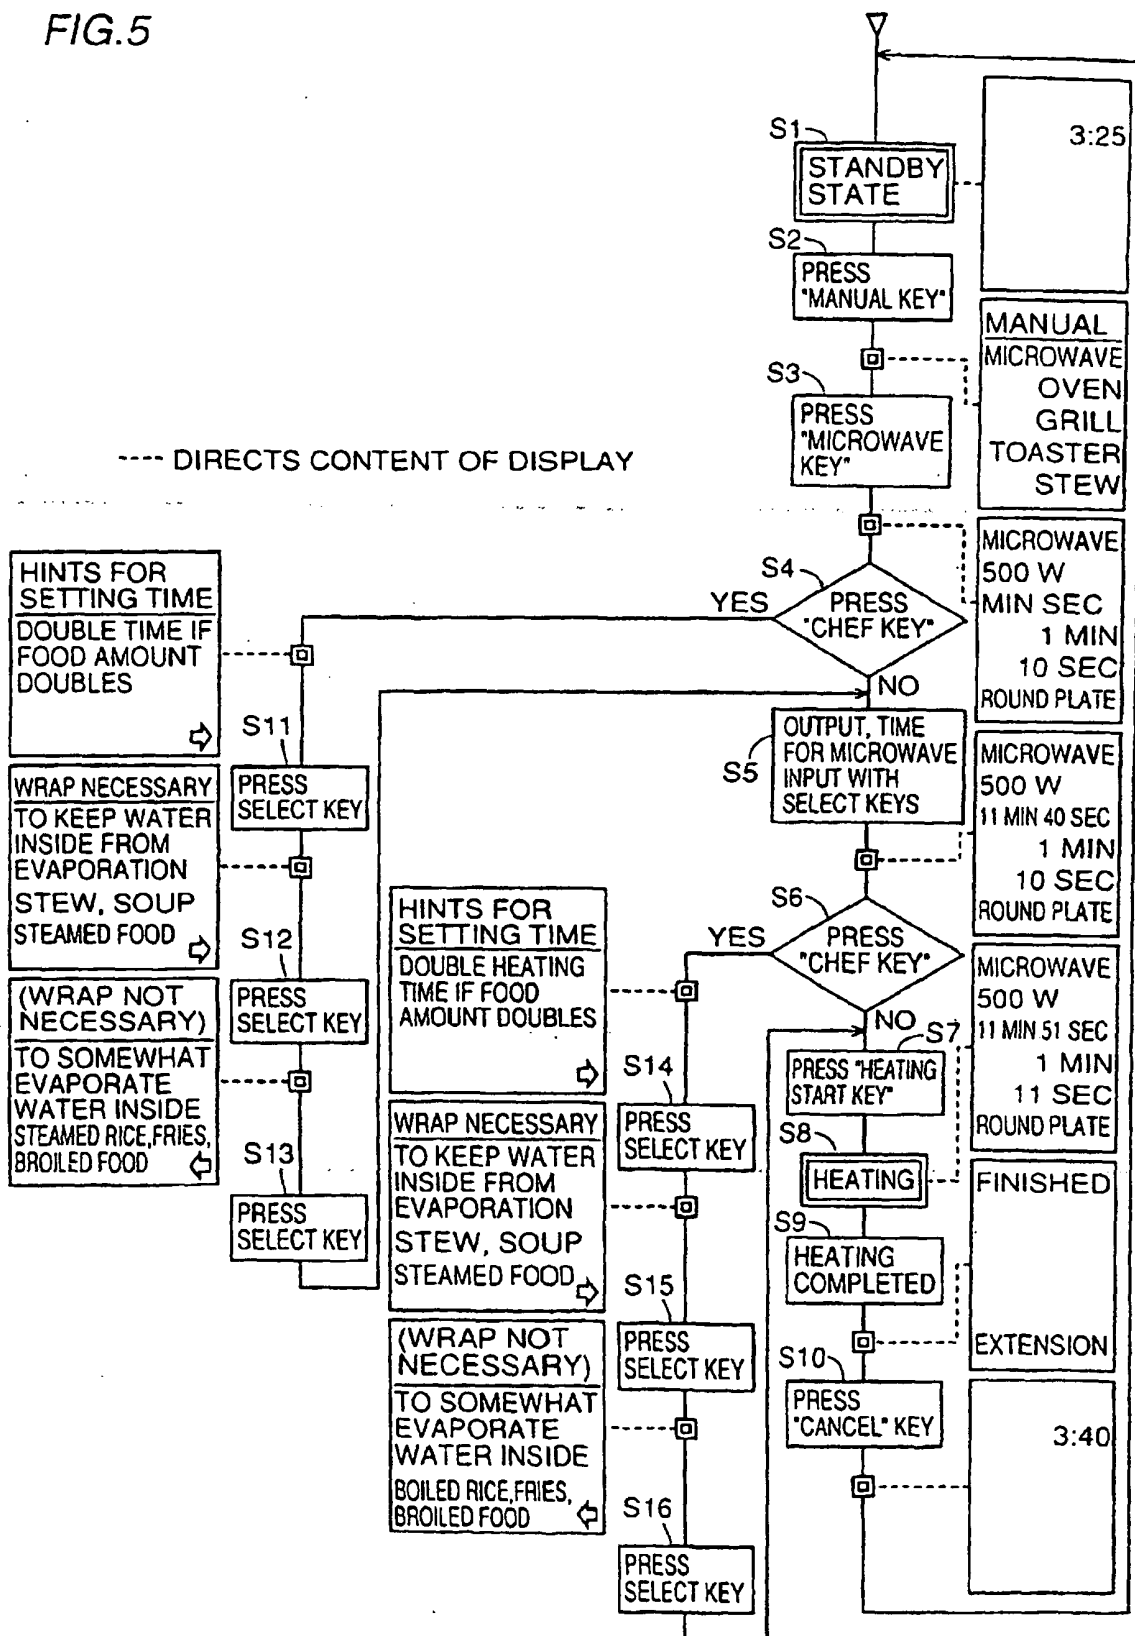 FIG.5
S1
STANDBY
STATE
3:25
S2
PRESS
"MANUAL KEY"
MANUAL
MICROWAVE
OVEN
GRILL
TOASTER
STEW
S3
PRESS
"MICROWAVE
KEY"
---- DIRECTS CONTENT OF DISPLAY
MICROWAVE
500 W
MIN SEC
1 MIN
10 SEC
ROUND PLATE
S4
PRESS
"CHEF KEY"
YES
NO
HINTS FOR
SETTING TIME
DOUBLE TIME IF
FOOD AMOUNT
DOUBLES
S11
PRESS
SELECT KEY
WRAP NECESSARY
TO KEEP WATER
INSIDE FROM
EVAPORATION
STEW, SOUP
STEAMED FOOD
S12
PRESS
SELECT KEY
(WRAP NOT
NECESSARY)
TO SOMEWHAT
EVAPORATE
WATER INSIDE
STEAMED RICE,FRIES,
BROILED FOOD
S13
PRESS
SELECT KEY
S5
OUTPUT, TIME
FOR MICROWAVE
INPUT WITH
SELECT KEYS
MICROWAVE
500 W
11 MIN 40 SEC
1 MIN
10 SEC
ROUND PLATE
S6
PRESS
"CHEF KEY"
YES
NO
HINTS FOR
SETTING TIME
DOUBLE HEATING
TIME IF FOOD
AMOUNT DOUBLES
S14
PRESS
SELECT KEY
WRAP NECESSARY
TO KEEP WATER
INSIDE FROM
EVAPORATION
STEW, SOUP
STEAMED FOOD
S15
PRESS
SELECT KEY
(WRAP NOT
NECESSARY)
TO SOMEWHAT
EVAPORATE
WATER INSIDE
BOILED RICE,FRIES,
BROILED FOOD
S16
PRESS
SELECT KEY
S7
PRESS "HEATING
START KEY"
MICROWAVE
500 W
11 MIN 51 SEC
1 MIN
11 SEC
ROUND PLATE
S8
HEATING
S9
HEATING
COMPLETED
FINISHED
EXTENSION
S10
PRESS
"CANCEL" KEY
3:40